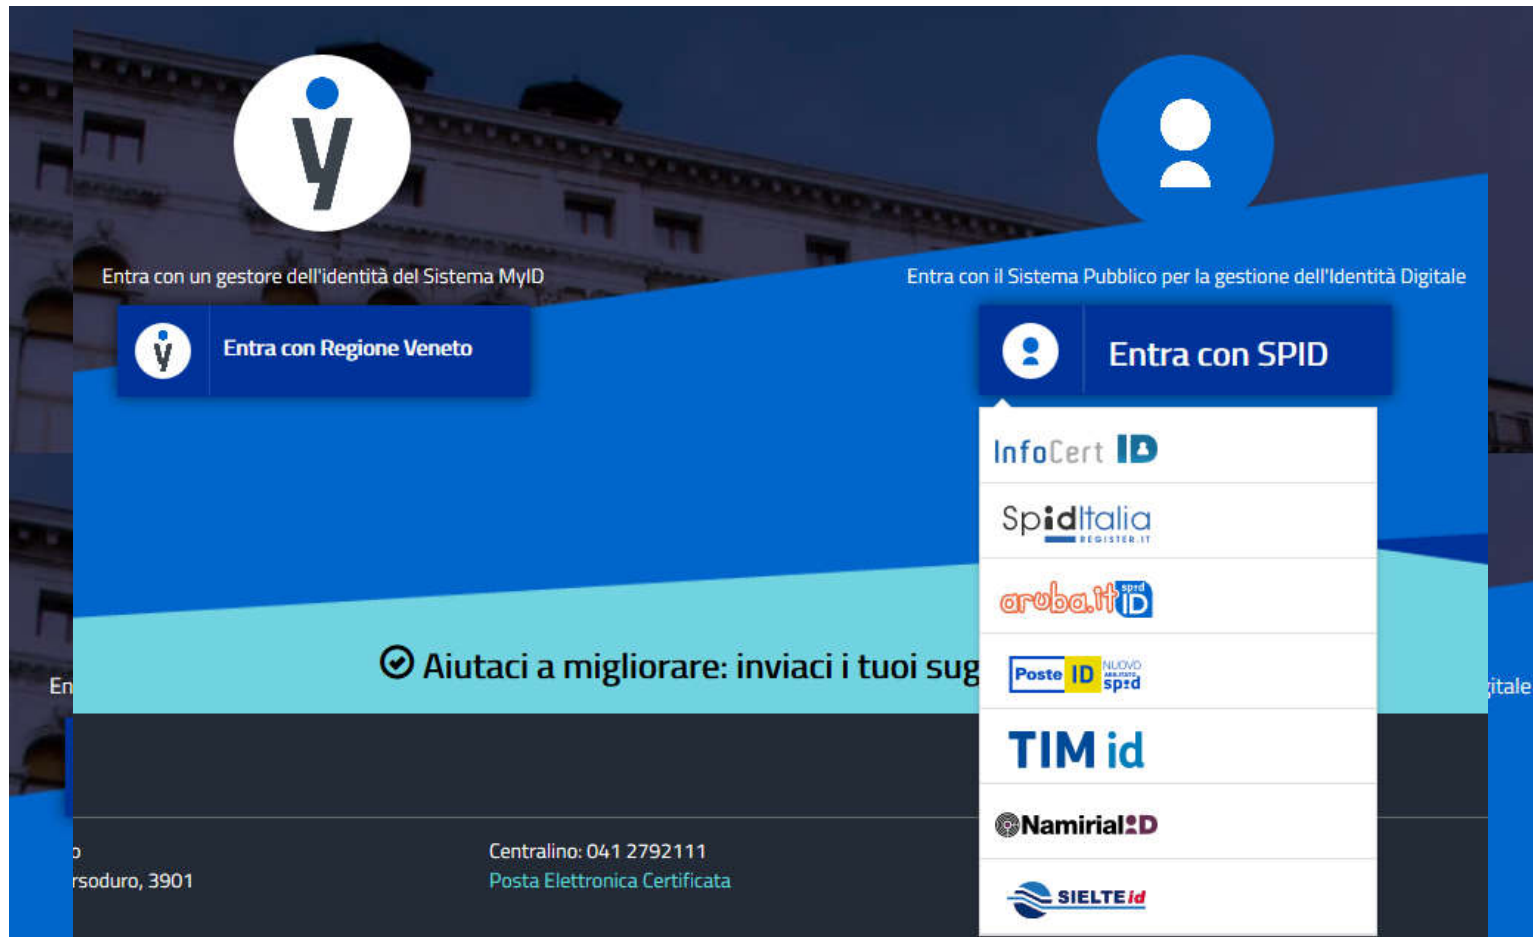 Entra con un gestore dell'identità del Sistema MyID
Entra con il Sistema Pubblico per la gestione dell'Identità Digitale
Entra con Regione Veneto
Entra con SPID
InfoCert ID
SpidItalia
REGISTER.IT
aruba.it spid ID
Aiutaci a migliorare: inviaci i tuoi sug
Poste ID NUOVO
spid
En
itale
TIM id
Namirial ID
Centralino: 041 2792111
rsoduro, 3901
Posta Elettronica Certificata
SIELTE id